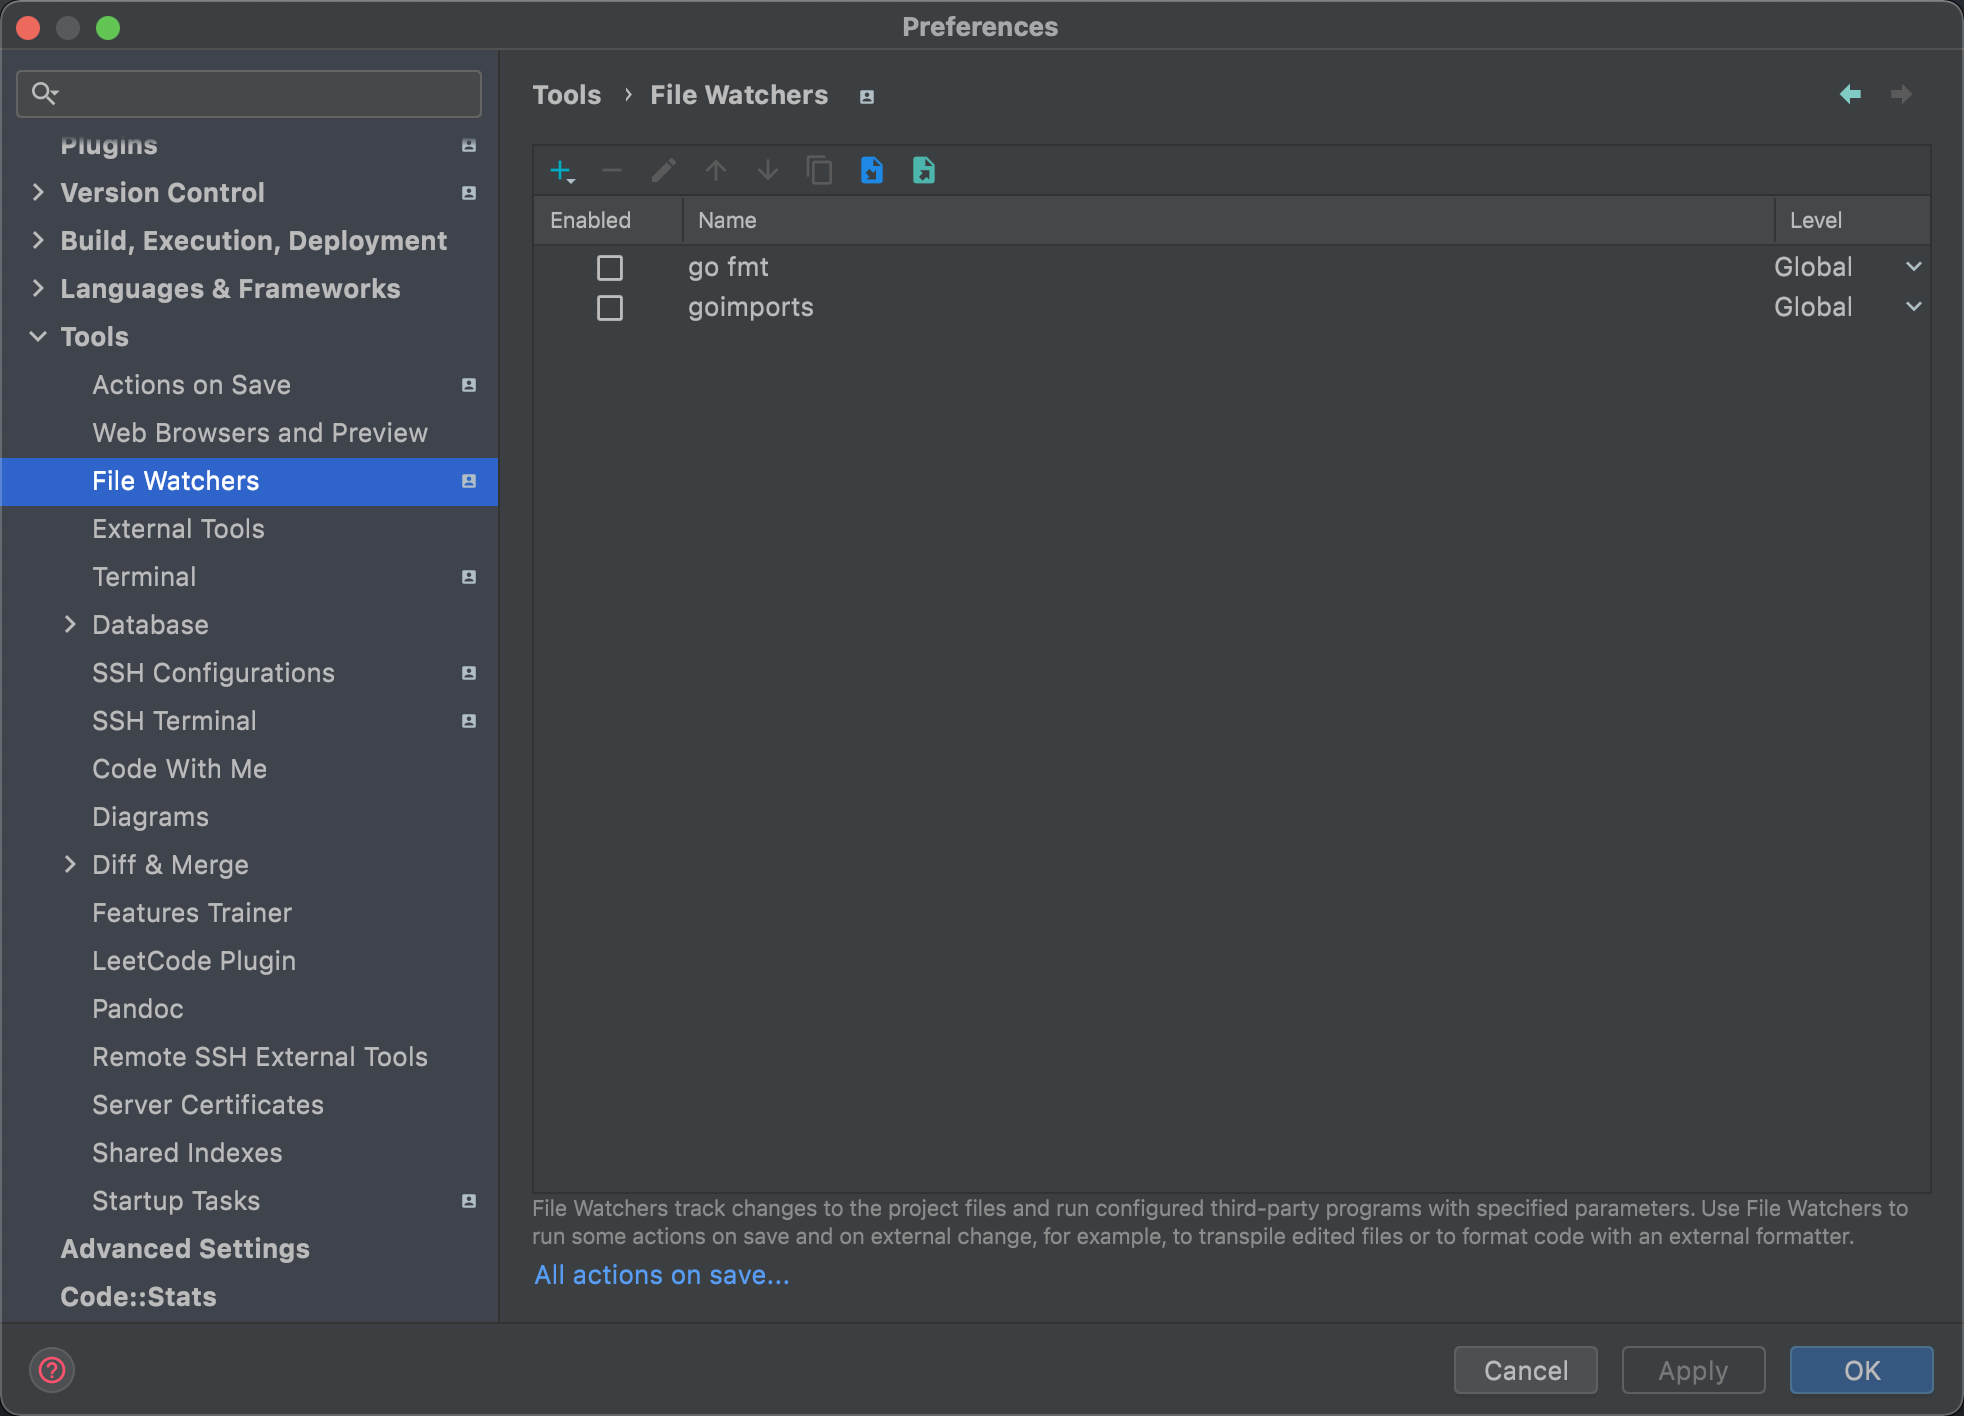 Preferences
Plugins
Version Control
Build, Execution, Deployment
Languages & Frameworks
Tools
Actions on Save
Web Browsers and Preview
File Watchers
External Tools
Terminal
Database
SSH Configurations
SSH Terminal
Code With Me
Diagrams
Diff & Merge
Features Trainer
LeetCode Plugin
Pandoc
Remote SSH External Tools
Server Certificates
Shared Indexes
Startup Tasks
Advanced Settings
Code::Stats
Tools › File Watchers
Enabled Name Level
go fmt Global
goimports Global
File Watchers track changes to the project files and run configured third-party programs with specified parameters. Use File Watchers to
run some actions on save and on external change, for example, to transpile edited files or to format code with an external formatter.
All actions on save...
? Cancel Apply OK